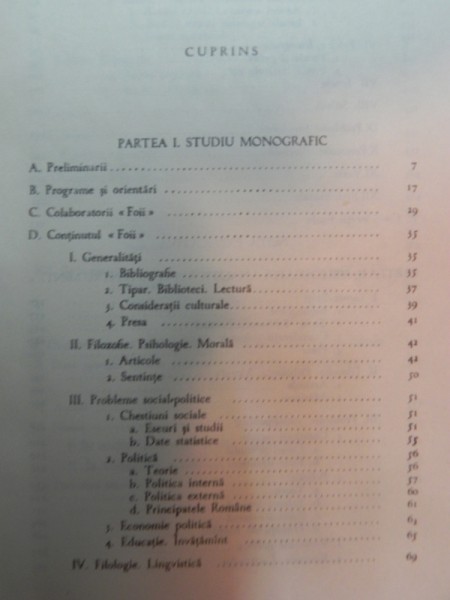 CUPRINS
PARTEA I. STUDIU MONOGRAFIC
A. Preliminarii 7
B. Programe și orientări 17
C. Colaboratorii «Foii» 29
D. Conținutul «Foii» 35
I. Generalități 35
1. Bibliografie 35
2. Tipar. Biblioteci. Lectură 37
3. Considerații culturale 39
4. Presa 41
II. Filozofie. Psihologie. Morală 42
1. Articole 42
2. Sentințe 50
III. Probleme social-politice 51
1. Chestiuni sociale 51
a. Eseuri și studii 51
b. Date statistice 55
2. Politică 56
a. Teorie 56
b. Politica internă 57
c. Politica externă 60
d. Principatele Române 61
3. Economie politică 62
4. Educație. Învățămînt 65
IV. Filologie. Lingvistică 69